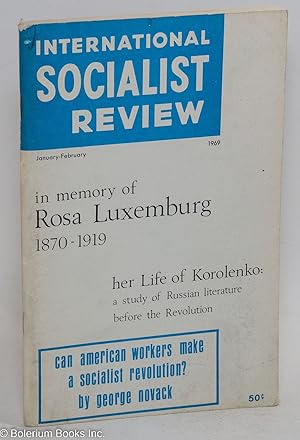 INTERNATIONAL
SOCIALIST
REVIEW
January-February 1969
in memory of
Rosa Luxemburg
1870-1919
her Life of Korolenko:
a study of Russian literature
before the Revolution
can american workers make
a socialist revolution?
by george novack
50¢
© Bolerium Books Inc.